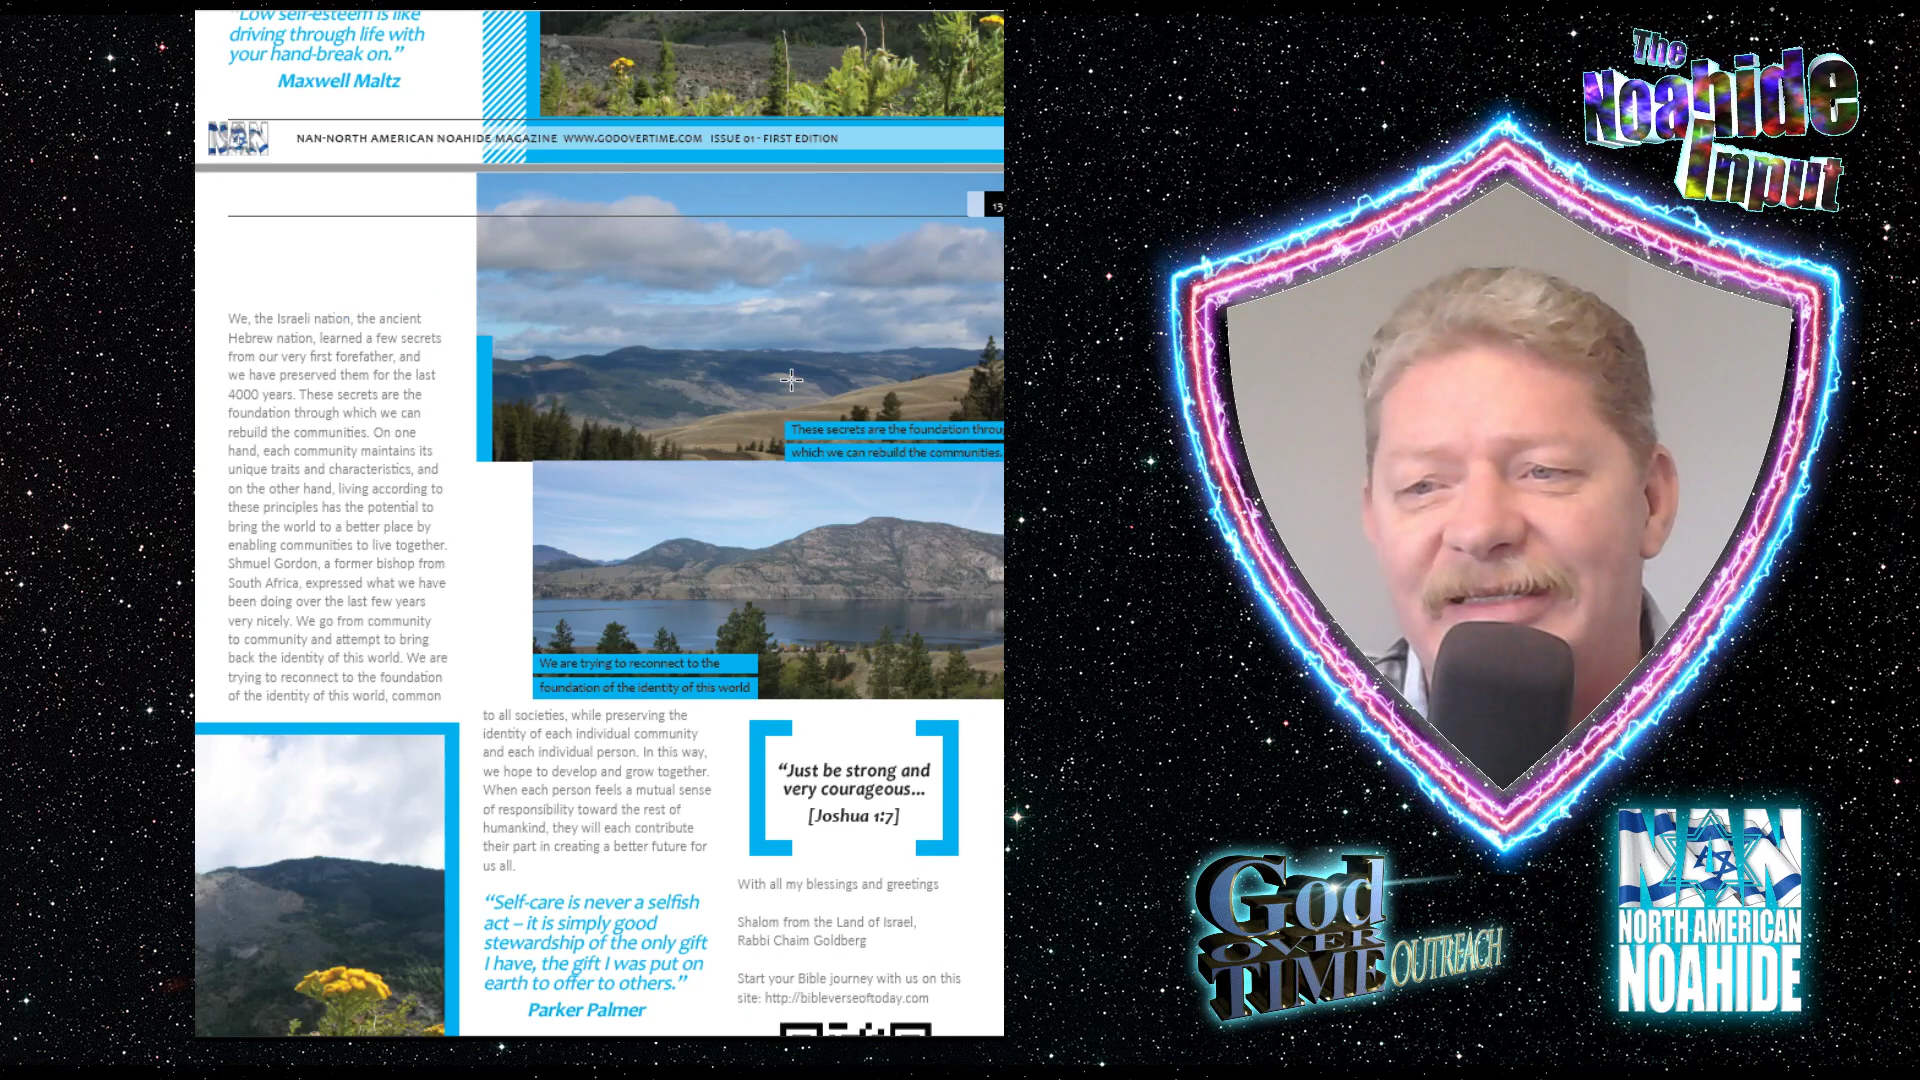 "Low self-esteem is like
driving through life with
your hand-break on."
Maxwell Maltz
NAN
NAN-NORTH AMERICAN NOAHIDE MAGAZINE WWW.GODOVERTIME.COM ISSUE 01 - FIRST EDITION
13
We, the Israeli nation, the ancient
Hebrew nation, learned a few secrets
from our very first forefather, and
we have preserved them for the last
4000 years. These secrets are the
foundation through which we can
rebuild the communities. On one
hand, each community maintains its
unique traits and characteristics, and
on the other hand, living according to
these principles has the potential to
bring the world to a better place by
enabling communities to live together.
Shmuel Gordon, a former bishop from
South Africa, expressed what we have
been doing over the last few years
very nicely. We go from community
to community and attempt to bring
back the identity of this world. We are
trying to reconnect to the foundation
of the identity of this world, common
These secrets are the foundation throu
which we can rebuild the communities.
We are trying to reconnect to the
foundation of the identity of this world
to all societies, while preserving the
identity of each individual community
and each individual person. In this way,
we hope to develop and grow together.
When each person feels a mutual sense
of responsibility toward the rest of
humankind, they will each contribute
their part in creating a better future for
us all.
"Self-care is never a selfish
act – it is simply good
stewardship of the only gift
I have, the gift I was put on
earth to offer to others."
Parker Palmer
"Just be strong and
very courageous...
[Joshua 1:7]
With all my blessings and greetings
Shalom from the Land of Israel,
Rabbi Chaim Goldberg
Start your Bible journey with us on this
site: http://bibleverseoftoday.com
The
Noahide
Input
God
OVER
TIME OUTREACH
NAN
NORTH AMERICAN
NOAHIDE